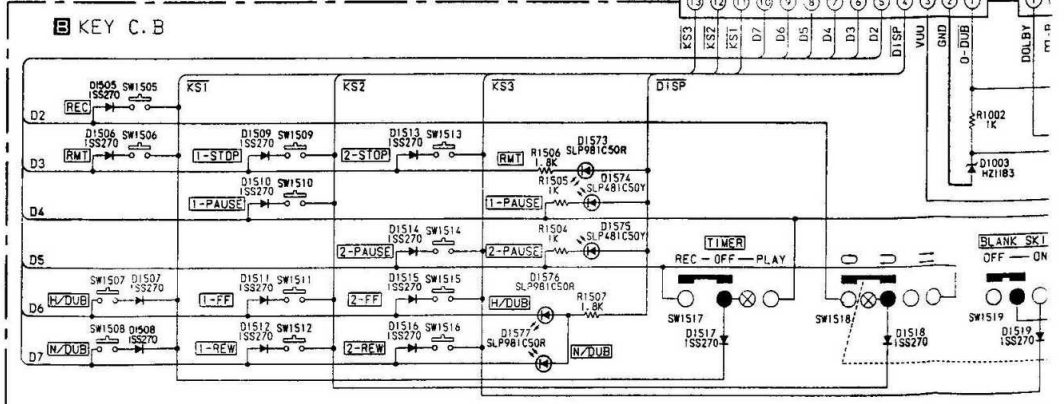 B KEY C.B
13 12 11 10 9 8 7 6 5 4 3 2 1
KS3 KS2 KS1 D7 D6 D5 D4 D3 D2 DISP VUU GND O-DUB DOLBY
KS1 KS2 KS3 DISP
D1505 SW1505
1SS270
REC
D2
D1506 SW1506
1SS270
RMT
D3
D1509 SW1509
1SS270
1-STOP
D1513 SW1513
1SS270
2-STOP
RMT
R1506
1.8K
D1573
SLP981C50R
R1002
1K
D1003
HZ11B3
D1510 SW1510
1SS270
1-PAUSE
D4
1-PAUSE
R1505
1K
D1574
SLP481C50Y
D1514 SW1514
1SS270
2-PAUSE
D5
2-PAUSE
R1504
1K
D1575
SLP481C50Y
TIMER
REC - OFF - PLAY
SW1517
D1517
1SS270
SW1518
D1518
1SS270
BLANK SKI
OFF - ON
SW1519
D1519
1SS270
SW1507 D1507
1SS270
H/DUB
D6
D1511 SW1511
1SS270
1-FF
D1515 SW1515
1SS270
2-FF
H/DUB
D1576
SLP981C50R
R1507
1.8K
SW1508 D1508
1SS270
N/DUB
D7
D1512 SW1512
1SS270
1-REW
D1516 SW1516
1SS270
2-REW
D1577
SLP981C50R
N/DUB